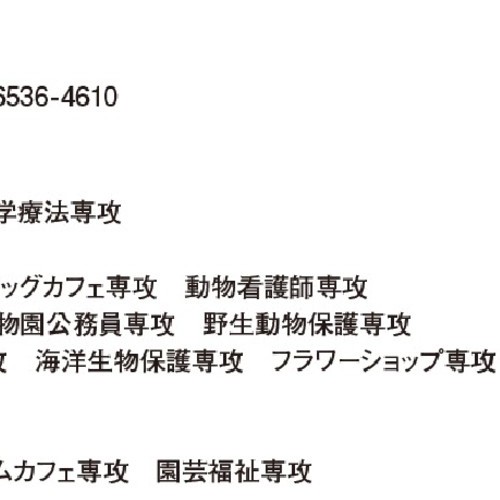 6536-4610
学療法専攻
ッグカフェ専攻　動物看護師専攻
物園公務員専攻　野生動物保護専攻
攻　海洋生物保護専攻　フラワーショップ専攻
ムカフェ専攻　園芸福祉専攻